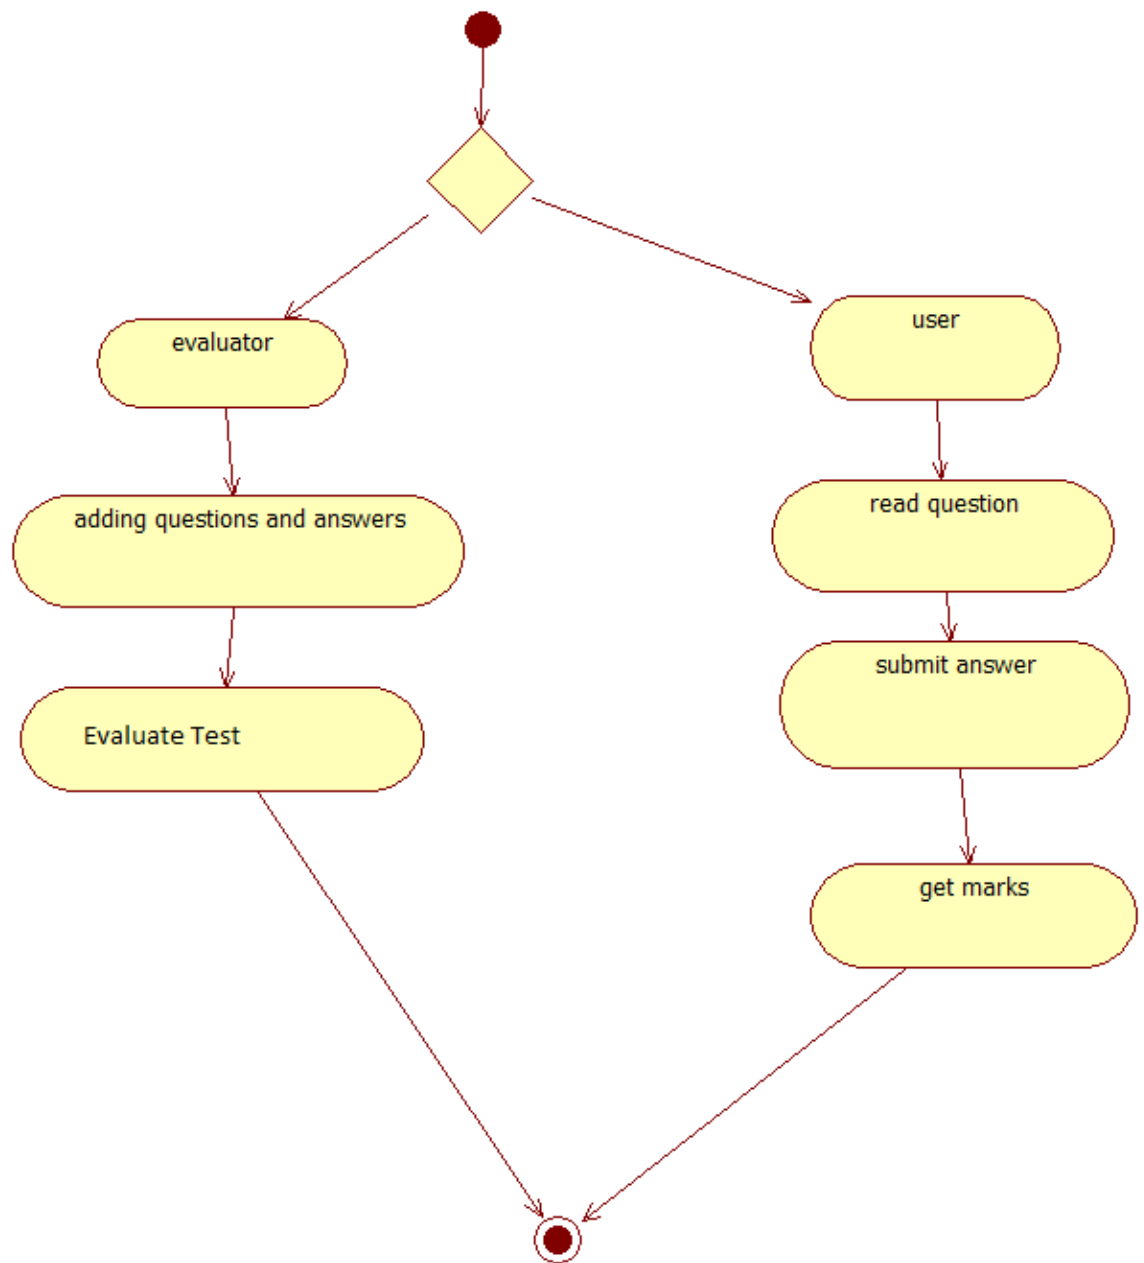 user
evaluator
read question
adding questions and answers
submit answer
Evaluate Test
get marks